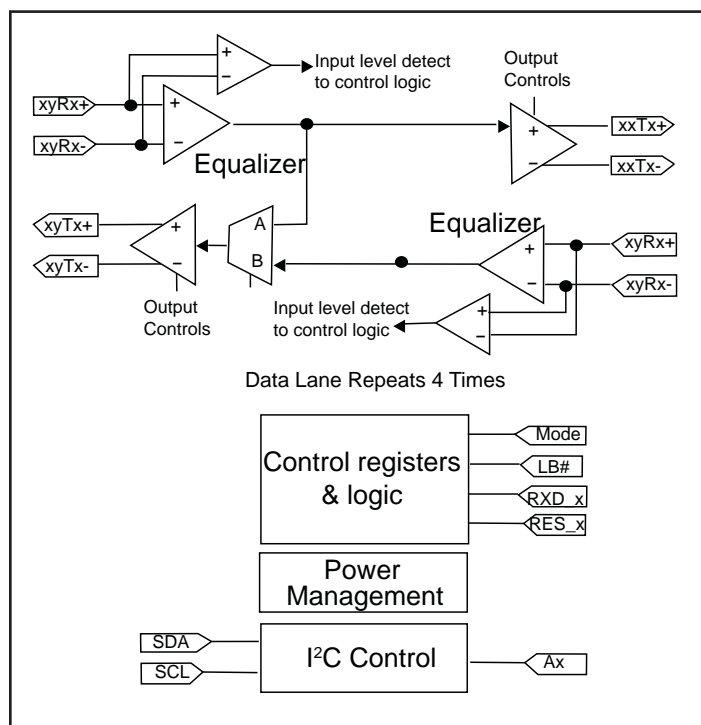 Input level detect
to control logic
Output
Controls
+
−
xyRx+
xyRx-
+
−
+
−
xxTx+
xxTx-
Equalizer
xyTx+
xyTx-
+
−
A
B
Equalizer
+
−
xyRx+
xyRx-
Output
Controls
Input level detect
to control logic
+
−
Data Lane Repeats 4 Times
Control registers
& logic
Mode
LB#
RXD_x
RES_x
Power
Management
SDA
SCL
I²C Control
Ax